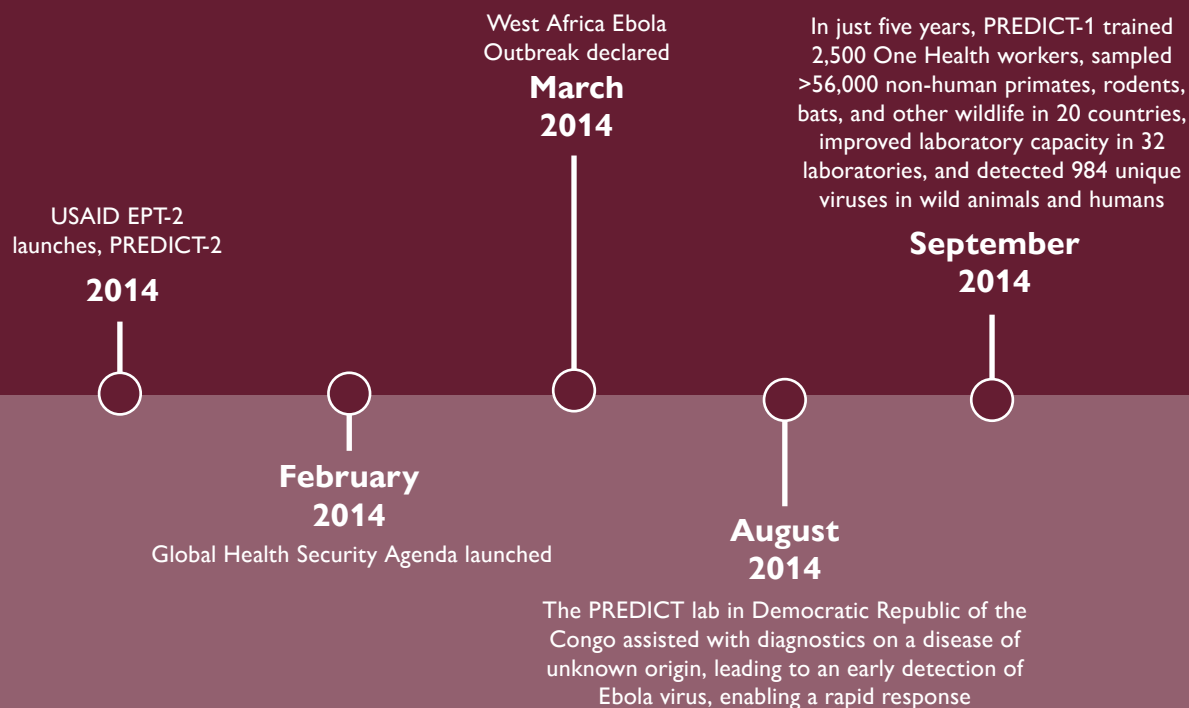 USAID EPT-2
launches, PREDICT-2
2014
February
2014
Global Health Security Agenda launched
West Africa Ebola
Outbreak declared
March
2014
August
2014
The PREDICT lab in Democratic Republic of the
Congo assisted with diagnostics on a disease of
unknown origin, leading to an early detection of
Ebola virus, enabling a rapid response
In just five years, PREDICT-1 trained
2,500 One Health workers, sampled
>56,000 non-human primates, rodents,
bats, and other wildlife in 20 countries,
improved laboratory capacity in 32
laboratories, and detected 984 unique
viruses in wild animals and humans
September
2014